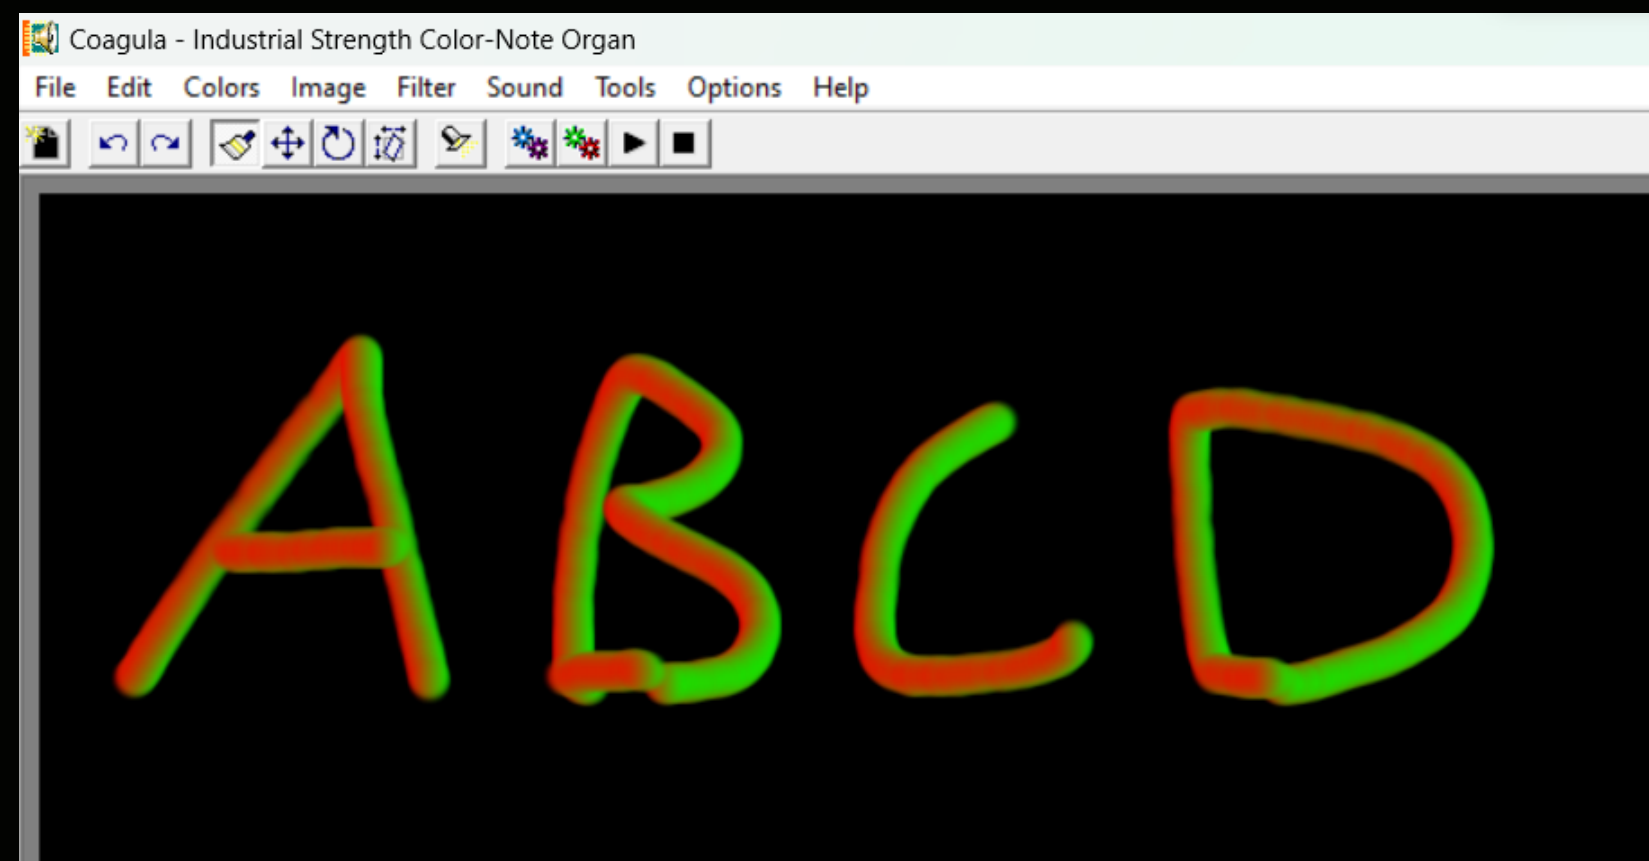 Coagula - Industrial Strength Color-Note Organ
File Edit Colors Image Filter Sound Tools Options Help
ABCD